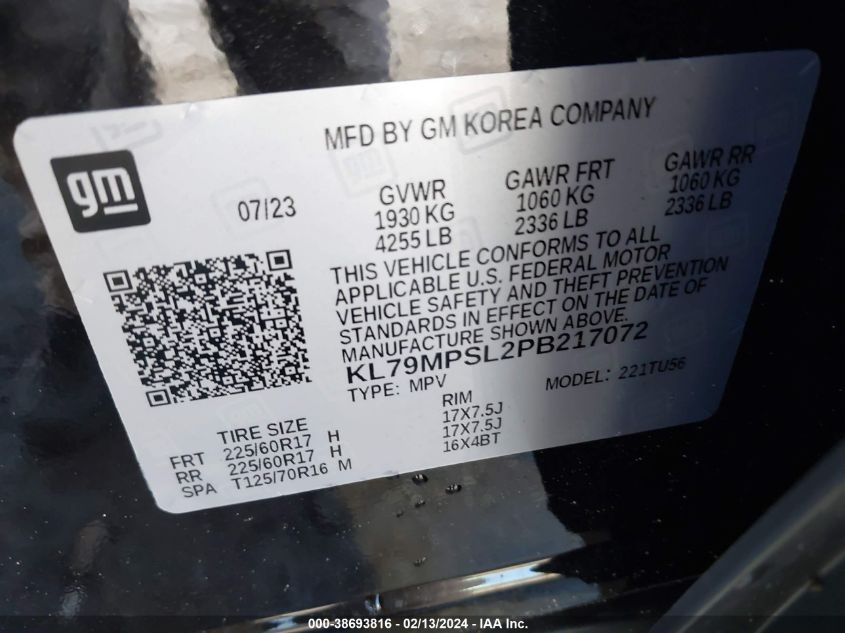 MFD BY GM KOREA COMPANY
gm
07/23
GVWR
1930 KG
4255 LB
GAWR FRT
1060 KG
2336 LB
GAWR RR
1060 KG
2336 LB
THIS VEHICLE CONFORMS TO ALL
APPLICABLE U.S. FEDERAL MOTOR
VEHICLE SAFETY AND THEFT PREVENTION
STANDARDS IN EFFECT ON THE DATE OF
MANUFACTURE SHOWN ABOVE.
KL79MPSL2PB217072
TYPE: MPV MODEL: 221TU56
TIRE SIZE RIM
FRT 225/60R17 H 17X7.5J
RR 225/60R17 H 17X7.5J
SPA T125/70R16 M 16X4BT
000-38693816 - 02/13/2024 - IAA Inc.